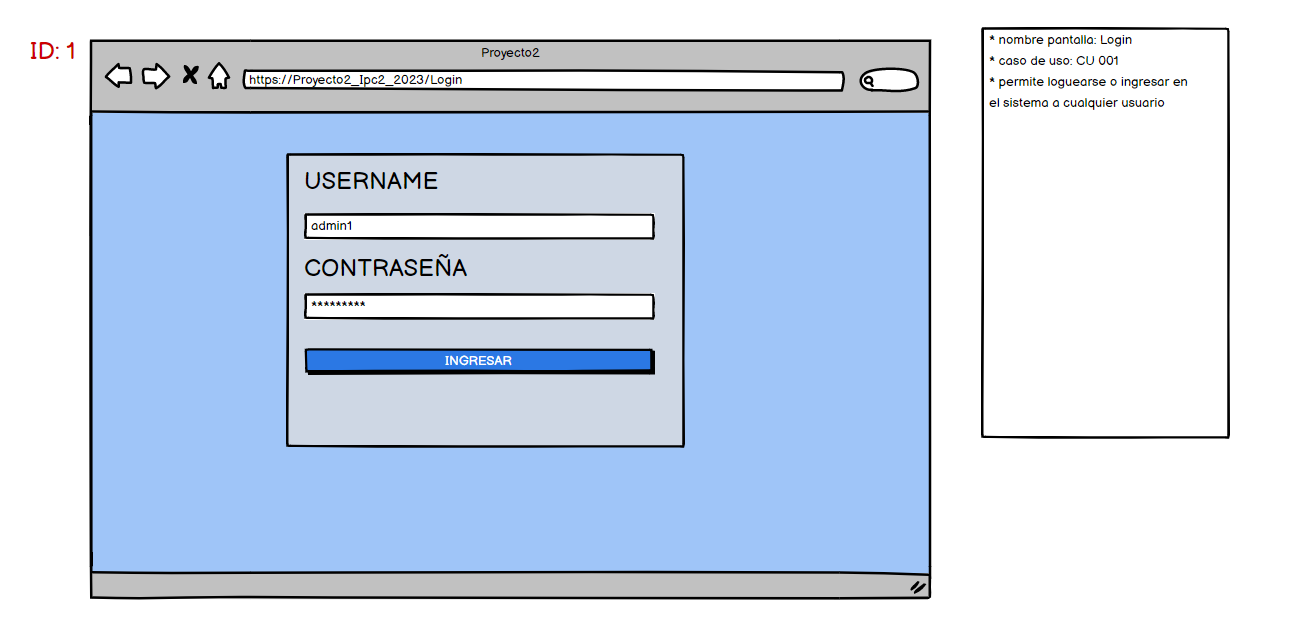 ID: 1
Proyecto2
https://Proyecto2_Ipc2_2023/Login
USERNAME
admin1
CONTRASEÑA
*********
INGRESAR
* nombre pantalla: Login
* caso de uso: CU 001
* permite loguearse o ingresar en
el sistema a cualquier usuario